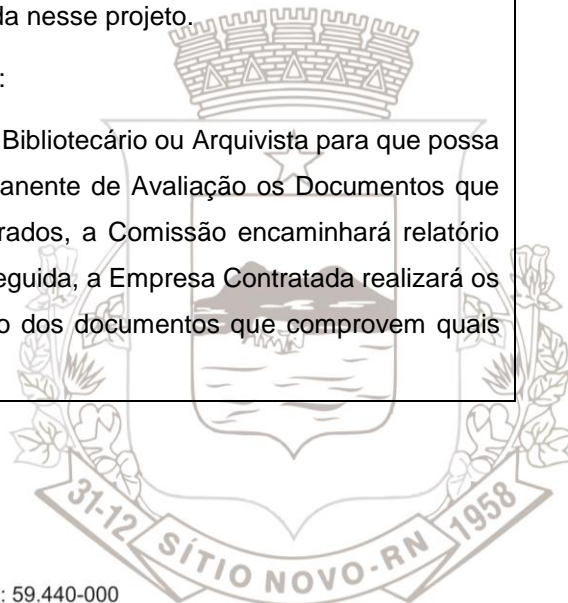 da nesse projeto.
:
Bibliotecário ou Arquivista para que possa
anente de Avaliação os Documentos que
rados, a Comissão encaminhará relatório
eguida, a Empresa Contratada realizará os
o dos documentos que comprovem quais
31-12 SÍTIO NOVO-RN 1958
: 59.440-000